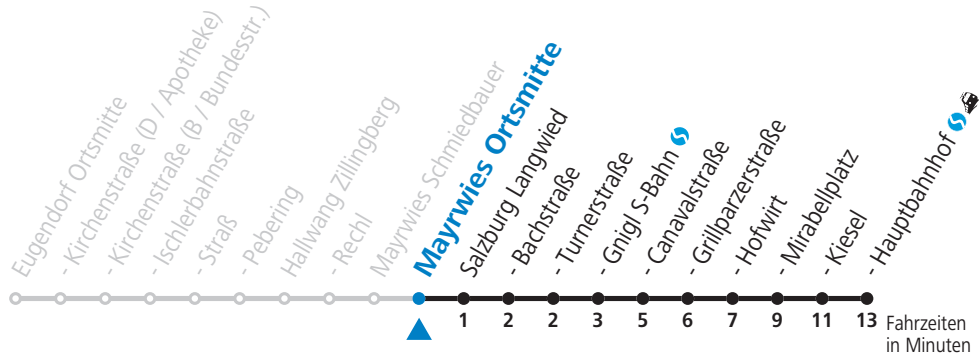 Eugendorf Ortsmitte
- Kirchenstraße (D / Apotheke)
- Kirchenstraße (B / Bundesstr.)
Ischlerbahnstraße
- Straß
- Pebering
Hallwang Zillingberg
- Rechl
Mayrwies Schmiedbauer
Mayrwies Ortsmitte
Salzburg Langwied
- Bachstraße
- Turnerstraße
- Gnigl S-Bahn
- Canavalstraße
- Grillparzerstraße
- Hofwirt
- Mirabellplatz
- Kiesel
- Hauptbahnhof
1 2 2 3 5 6 7 9 11 13 Fahrzeiten
in Minuten